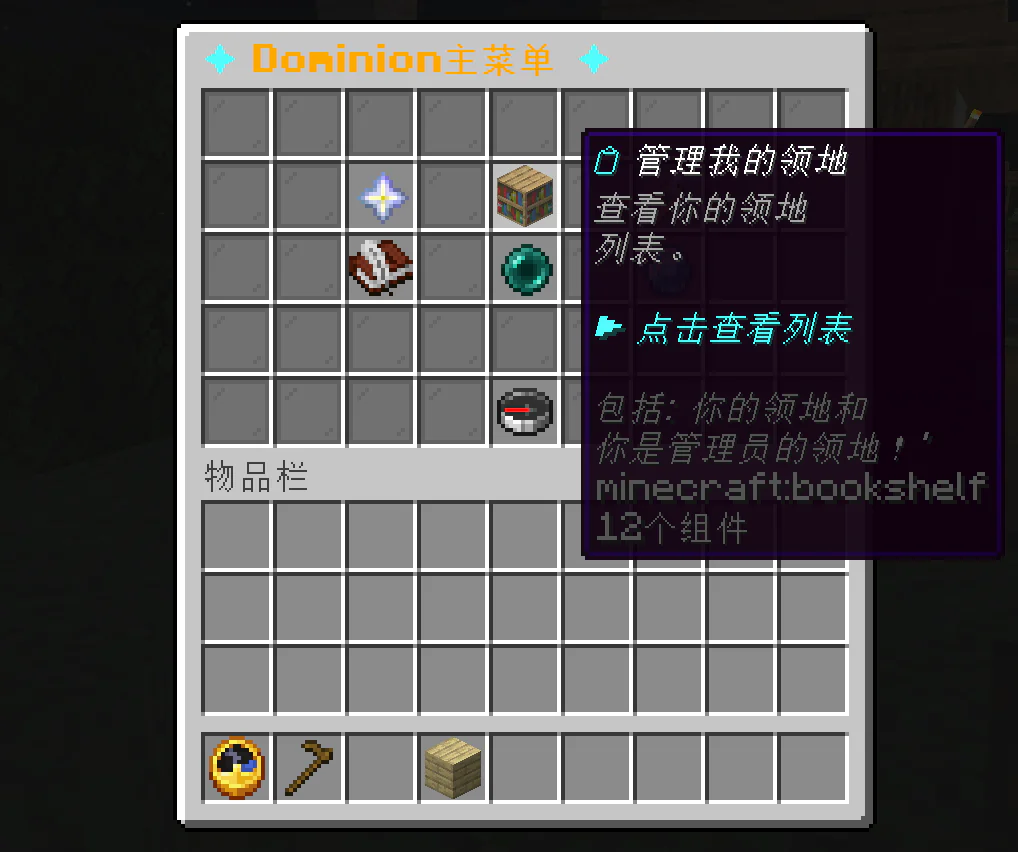 Dominion主菜单
管理我的领地
查看你的领地
列表。
点击查看列表
包括: 你的领地和
你是管理员的领地!'
minecraft:bookshelf
12个组件
物品栏